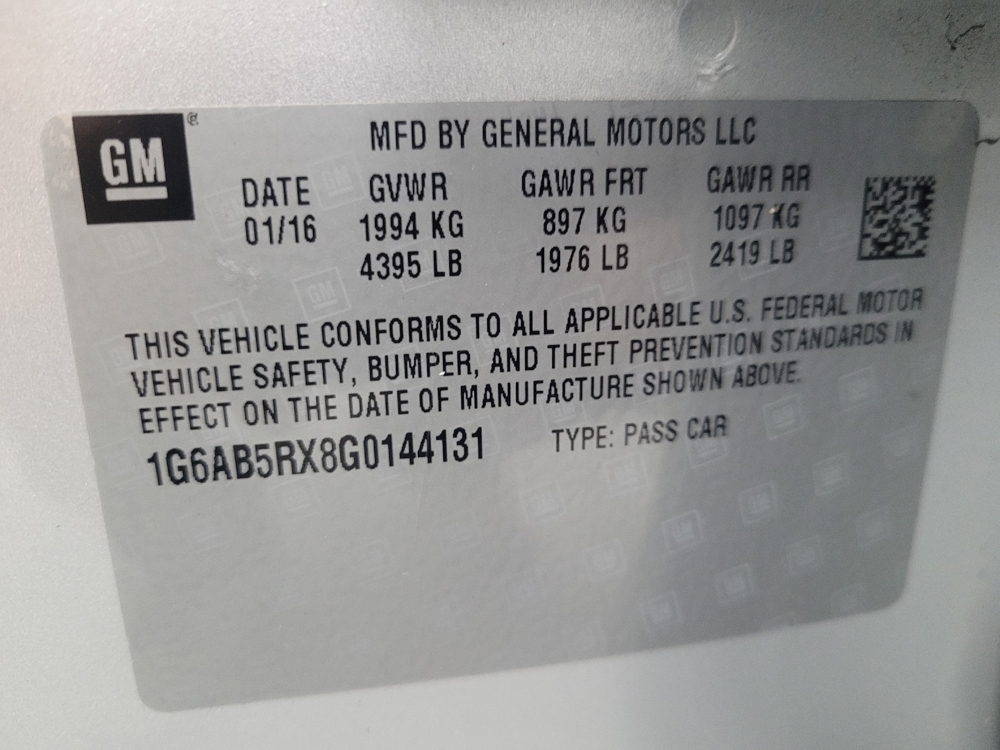 GM®
MFD BY GENERAL MOTORS LLC
DATE GVWR GAWR FRT GAWR RR
01/16 1994 KG 897 KG 1097 KG
4395 LB 1976 LB 2419 LB
THIS VEHICLE CONFORMS TO ALL APPLICABLE U.S. FEDERAL MOTOR
VEHICLE SAFETY, BUMPER, AND THEFT PREVENTION STANDARDS IN
EFFECT ON THE DATE OF MANUFACTURE SHOWN ABOVE.
1G6AB5RX8G0144131 TYPE: PASS CAR